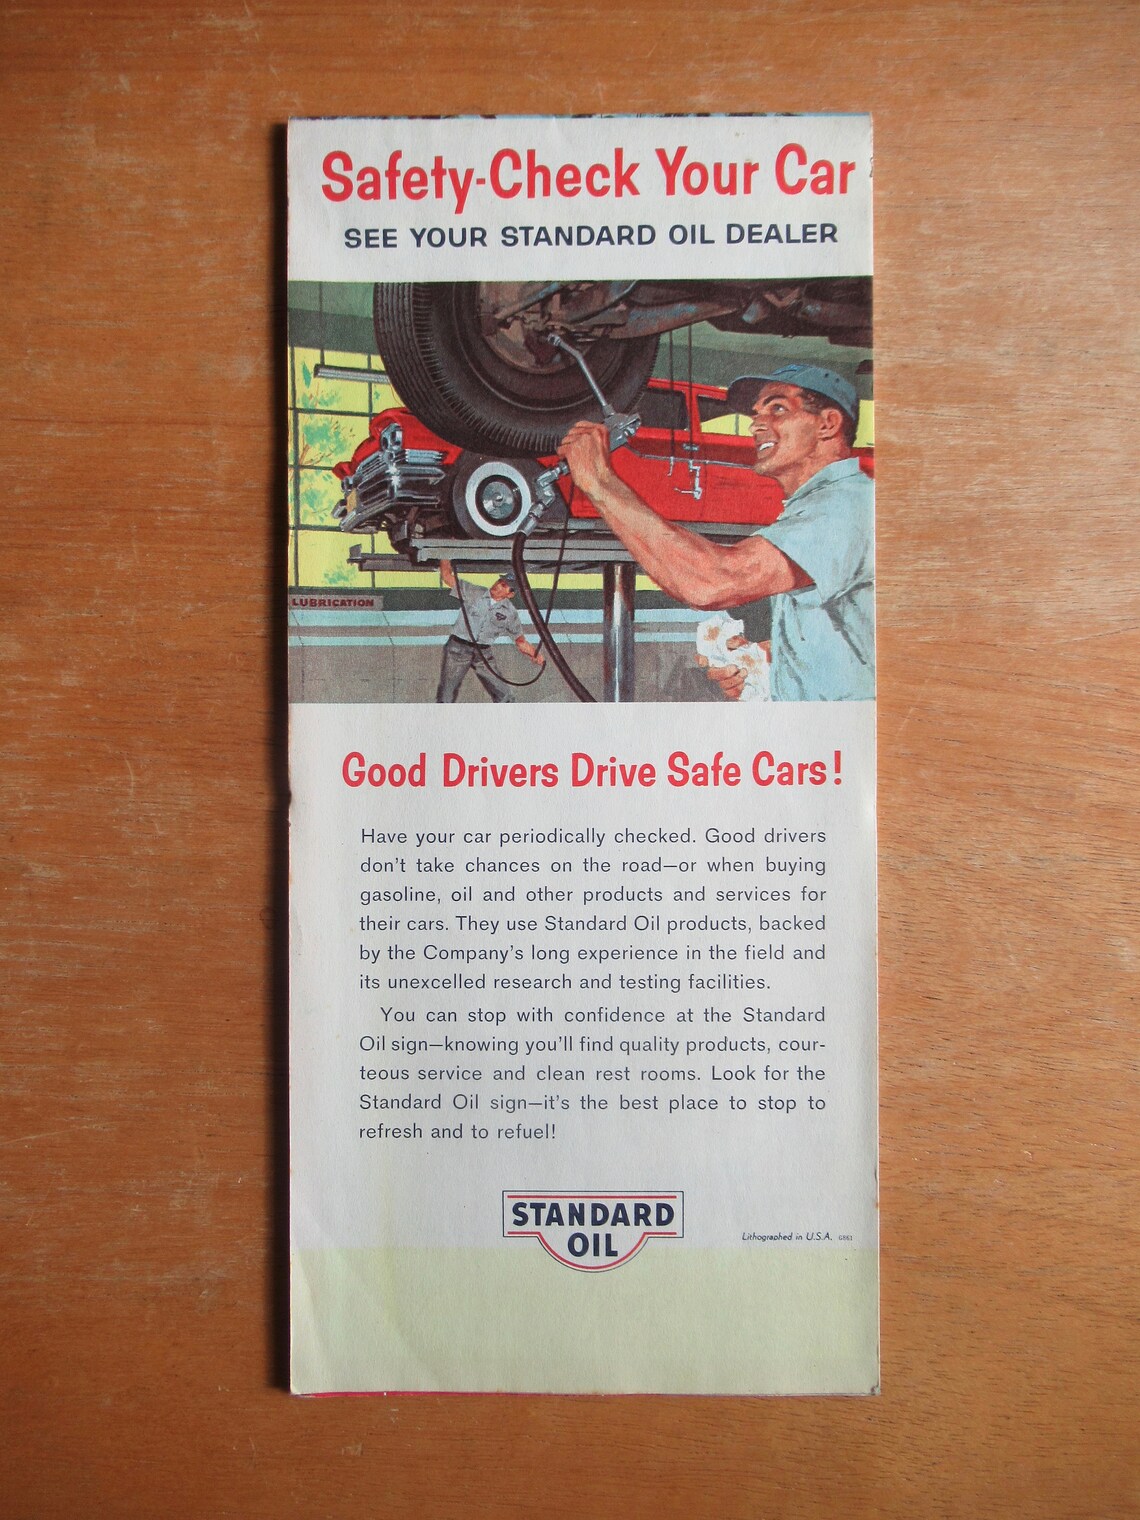 Safety-Check Your Car
SEE YOUR STANDARD OIL DEALER
LUBRICATION
Good Drivers Drive Safe Cars!
Have your car periodically checked. Good drivers
don't take chances on the road—or when buying
gasoline, oil and other products and services for
their cars. They use Standard Oil products, backed
by the Company's long experience in the field and
its unexcelled research and testing facilities.
You can stop with confidence at the Standard
Oil sign—knowing you'll find quality products, cour-
teous service and clean rest rooms. Look for the
Standard Oil sign—it's the best place to stop to
refresh and to refuel!
STANDARD
OIL
Lithographed in U.S.A.